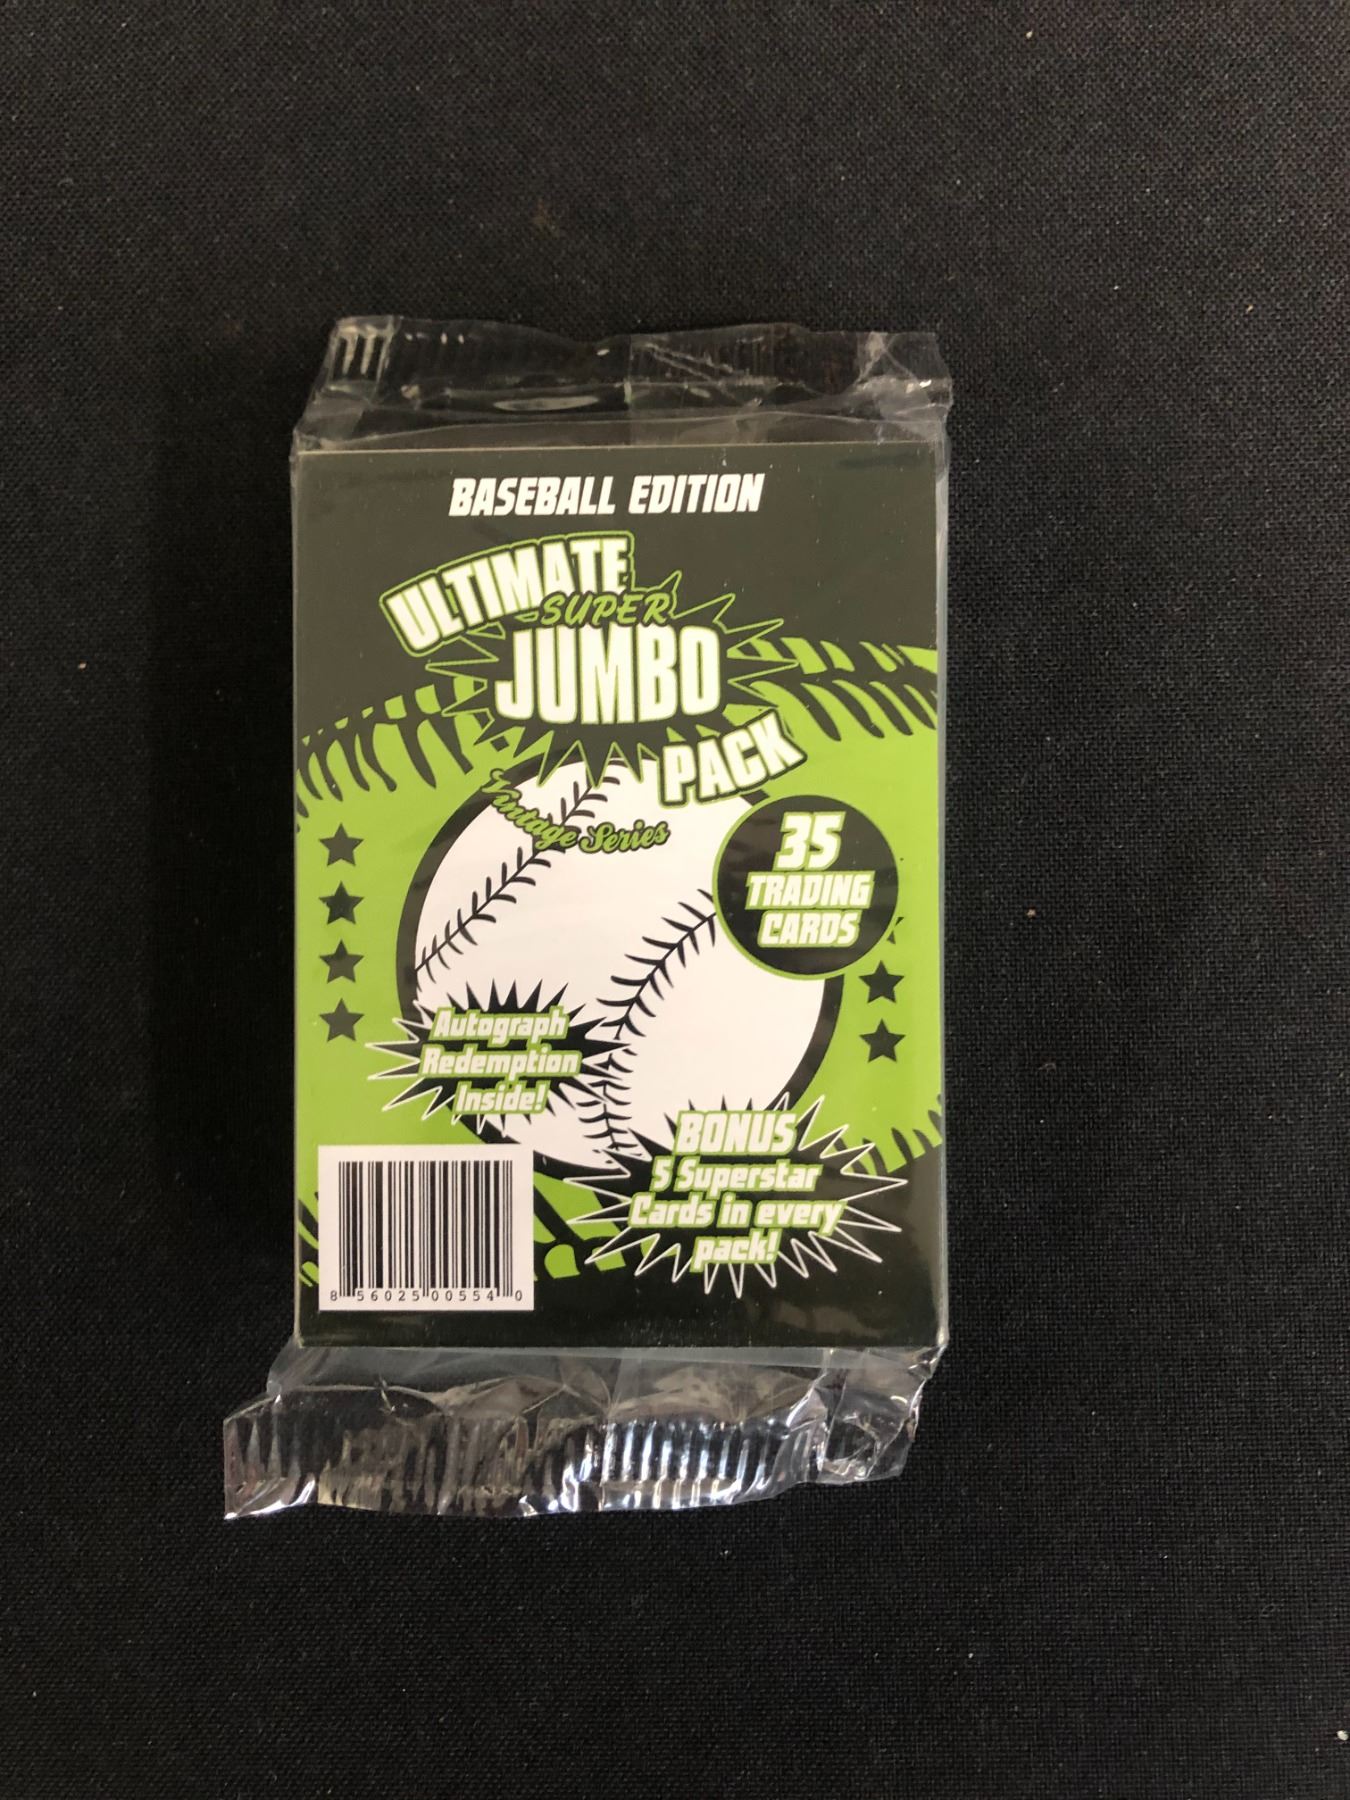 BASEBALL EDITION
ULTIMATE
SUPER
JUMBO
PACK
Vintage Series
35
TRADING
CARDS
Autograph
Redemption
Inside!
BONUS
5 Superstar
Cards in every
pack!
8 56025 00554 0